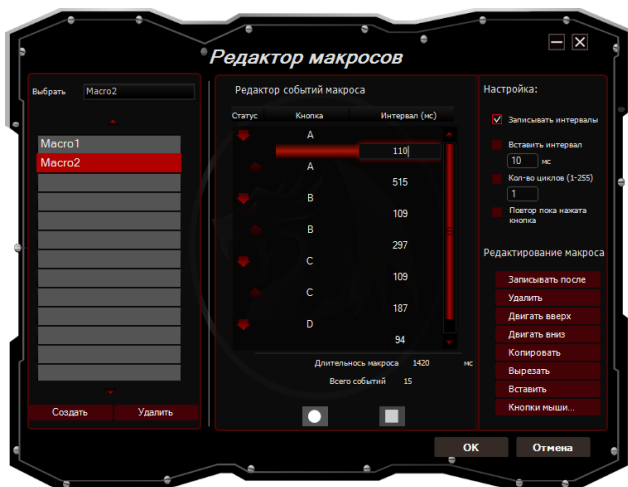 Редактор макросов
Выбрать Macro2
Macro1
Macro2
Создать Удалить
Редактор событий макроса
Статус Кнопка Интервал (мс)
A
110
A
515
B
109
B
297
C
109
C
187
D
94
Длительнось макроса 1420 мс
Всего событий 15
Настройка:
Записывать интервалы
Вставить интервал
10 мс
Кол-во циклов (1-255)
1
Повтор пока нажата
кнопка
Редактирование макроса
Записывать после
Удалить
Двигать вверх
Двигать вниз
Копировать
Вырезать
Вставить
Кнопки мыши...
OK Отмена